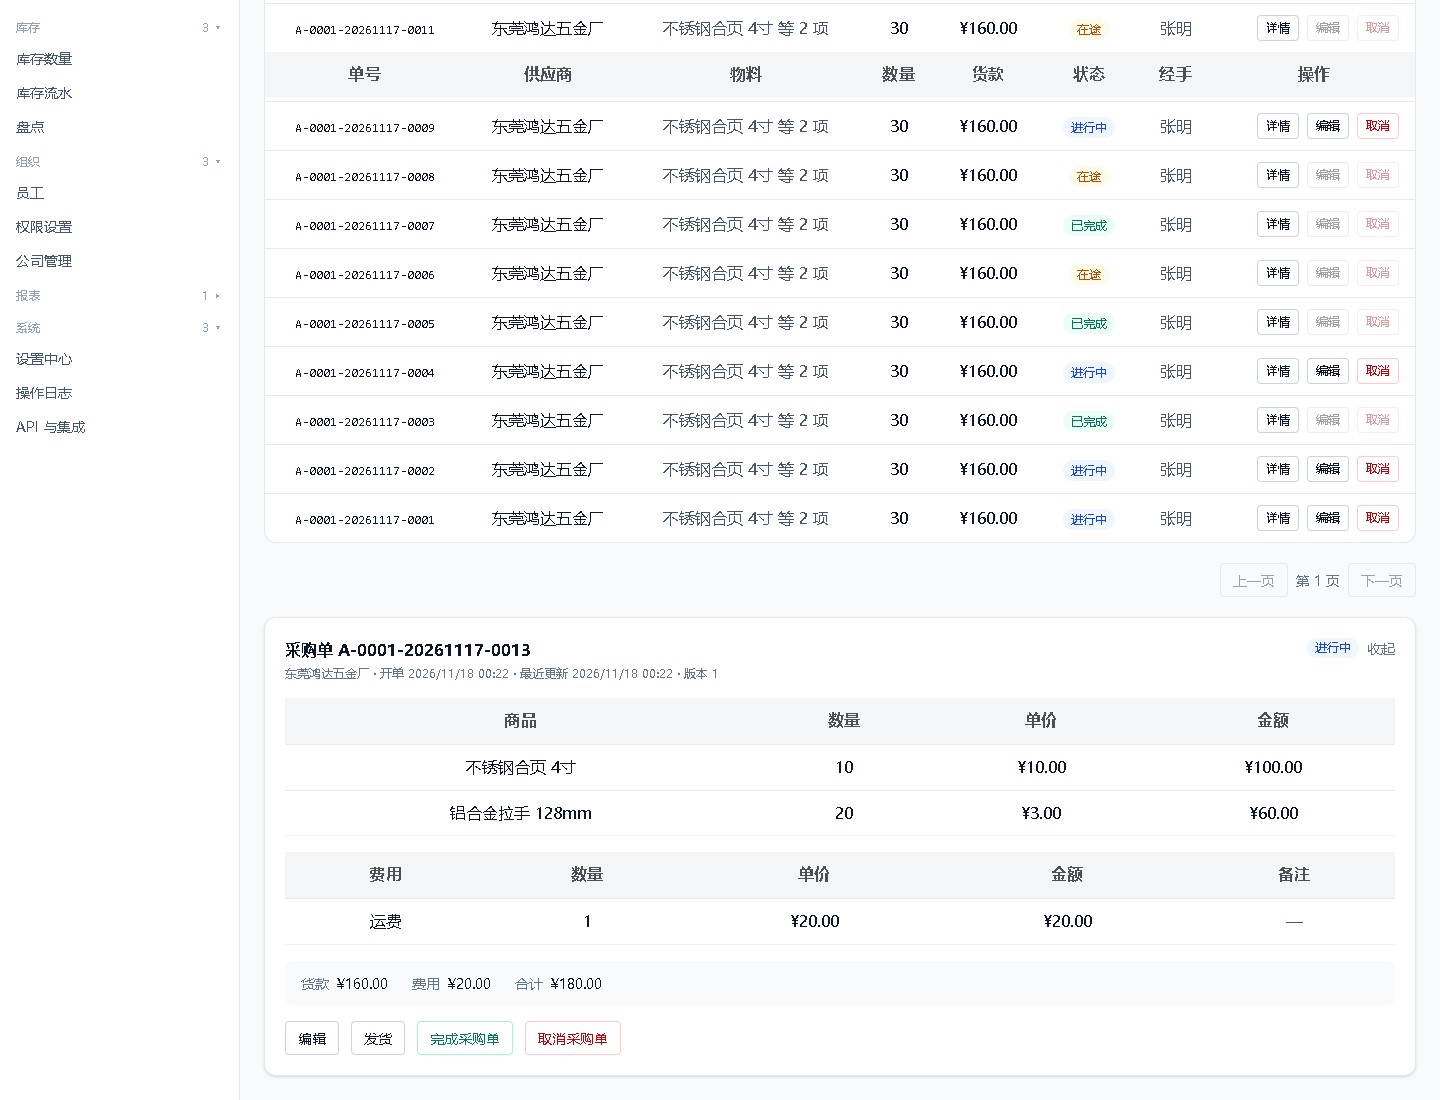 库存 3
库存数量
库存流水
盘点
组织 3
员工
权限设置
公司管理
报表 1
系统 3
设置中心
操作日志
API 与集成
A-0001-20261117-0011 东莞鸿达五金厂 不锈钢合页 4寸 等 2 项 30 ¥160.00 在途 张明 详情 编辑 取消
单号 供应商 物料 数量 货款 状态 经手 操作
A-0001-20261117-0009 东莞鸿达五金厂 不锈钢合页 4寸 等 2 项 30 ¥160.00 进行中 张明 详情 编辑 取消
A-0001-20261117-0008 东莞鸿达五金厂 不锈钢合页 4寸 等 2 项 30 ¥160.00 在途 张明 详情 编辑 取消
A-0001-20261117-0007 东莞鸿达五金厂 不锈钢合页 4寸 等 2 项 30 ¥160.00 已完成 张明 详情 编辑 取消
A-0001-20261117-0006 东莞鸿达五金厂 不锈钢合页 4寸 等 2 项 30 ¥160.00 在途 张明 详情 编辑 取消
A-0001-20261117-0005 东莞鸿达五金厂 不锈钢合页 4寸 等 2 项 30 ¥160.00 已完成 张明 详情 编辑 取消
A-0001-20261117-0004 东莞鸿达五金厂 不锈钢合页 4寸 等 2 项 30 ¥160.00 进行中 张明 详情 编辑 取消
A-0001-20261117-0003 东莞鸿达五金厂 不锈钢合页 4寸 等 2 项 30 ¥160.00 已完成 张明 详情 编辑 取消
A-0001-20261117-0002 东莞鸿达五金厂 不锈钢合页 4寸 等 2 项 30 ¥160.00 进行中 张明 详情 编辑 取消
A-0001-20261117-0001 东莞鸿达五金厂 不锈钢合页 4寸 等 2 项 30 ¥160.00 进行中 张明 详情 编辑 取消
上一页 第 1 页 下一页
采购单 A-0001-20261117-0013 进行中 收起
东莞鸿达五金厂 · 开单 2026/11/18 00:22 · 最近更新 2026/11/18 00:22 · 版本 1
商品 数量 单价 金额
不锈钢合页 4寸 10 ¥10.00 ¥100.00
铝合金拉手 128mm 20 ¥3.00 ¥60.00
费用 数量 单价 金额 备注
运费 1 ¥20.00 ¥20.00 —
货款 ¥160.00 费用 ¥20.00 合计 ¥180.00
编辑 发货 完成采购单 取消采购单